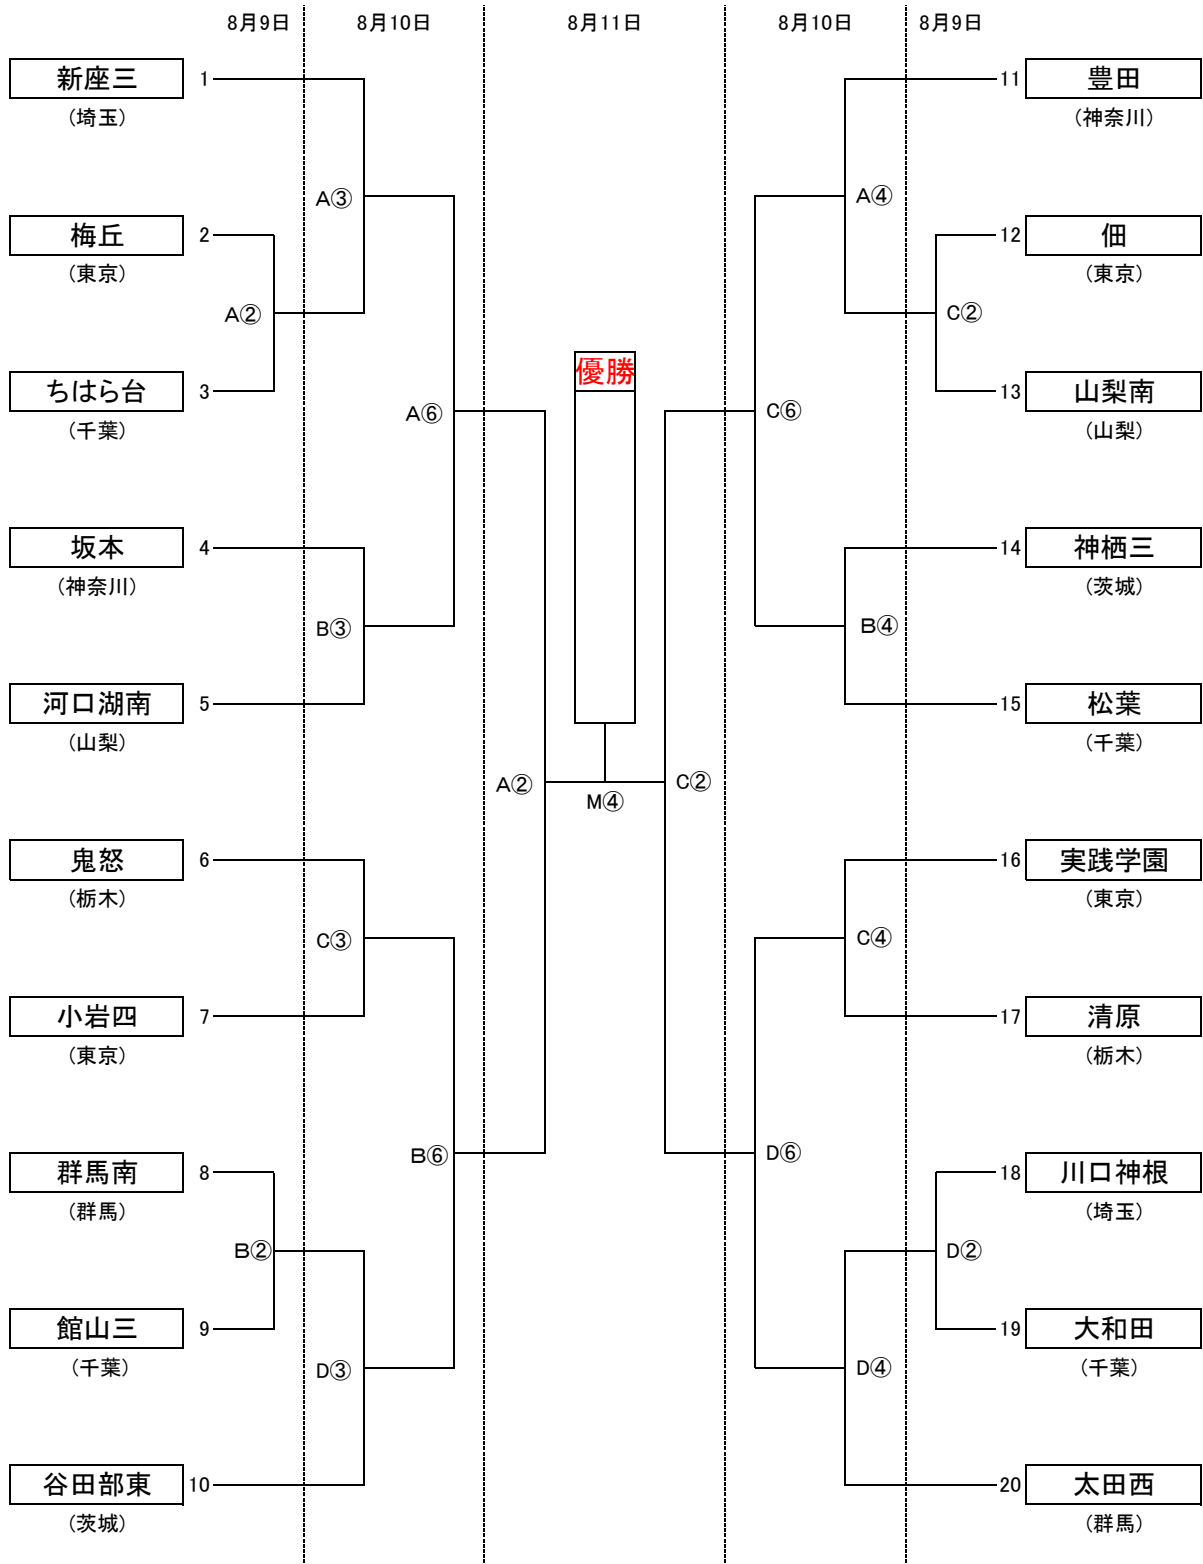 8月9日 8月10日 8月11日 8月10日 8月9日
新座三 1
(埼玉)
梅丘 2
(東京)
ちはら台 3
(千葉)
坂本 4
(神奈川)
河口湖南 5
(山梨)
鬼怒 6
(栃木)
小岩四 7
(東京)
群馬南 8
(群馬)
館山三 9
(千葉)
谷田部東 10
(茨城)
A②
B②
A③
B③
C③
D③
A⑥
B⑥
A②
優勝
M④
C②
C⑥
D⑥
A④
B④
C④
D④
C②
D②
11 豊田
(神奈川)
12 佃
(東京)
13 山梨南
(山梨)
14 神栖三
(茨城)
15 松葉
(千葉)
16 実践学園
(東京)
17 清原
(栃木)
18 川口神根
(埼玉)
19 大和田
(千葉)
20 太田西
(群馬)